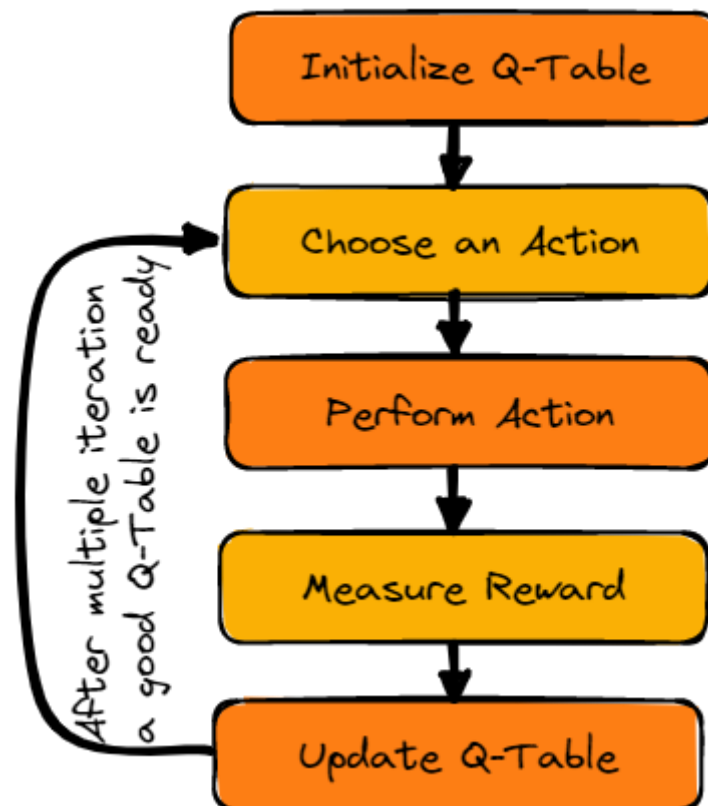 Initialize Q-Table
Choose an Action
Perform Action
Measure Reward
Update Q-Table
After multiple iteration
a good Q-Table is ready